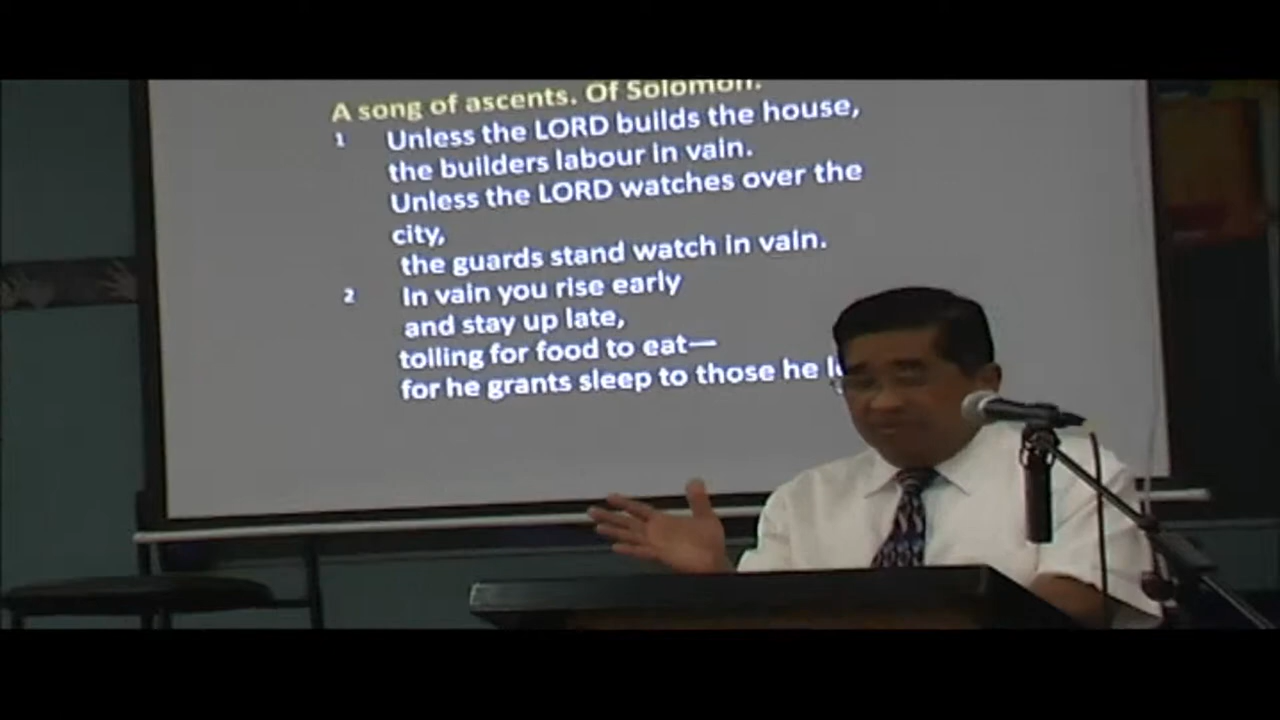 A song of ascents. Of Solomon.
1 Unless the LORD builds the house,
the builders labour in vain.
Unless the LORD watches over the
city,
the guards stand watch in vain.
2 In vain you rise early
and stay up late,
toiling for food to eat—
for he grants sleep to those he